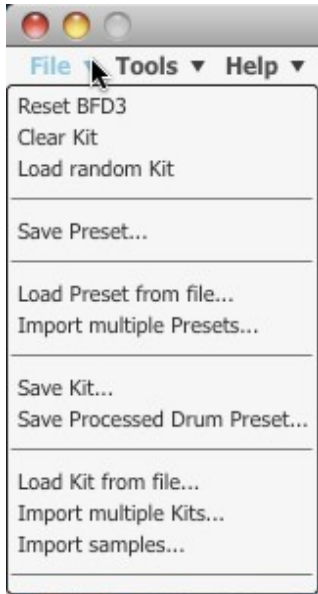 File ▼ Tools ▼ Help ▼
Reset BFD3
Clear Kit
Load random Kit
Save Preset...
Load Preset from file...
Import multiple Presets...
Save Kit...
Save Processed Drum Preset...
Load Kit from file...
Import multiple Kits...
Import samples...